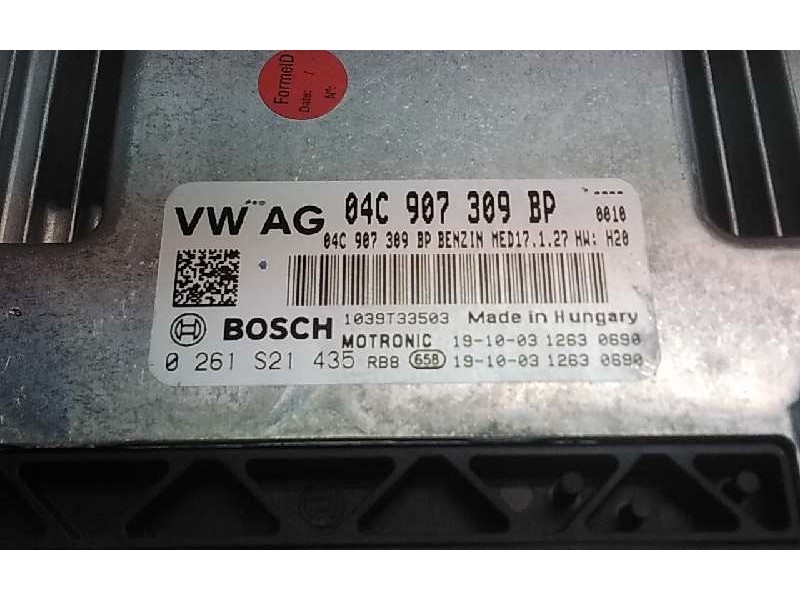 FormelD
Date: /
N°:
VW AG 04C 907 309 BP 0010
04C 907 309 BP BENZIN MED17.1.27 HW: H20
BOSCH 1039T33503 Made in Hungary
MOTRONIC 19-10-03 1263 0690
0 261 S21 435 RBB 658 19-10-03 1263 0690